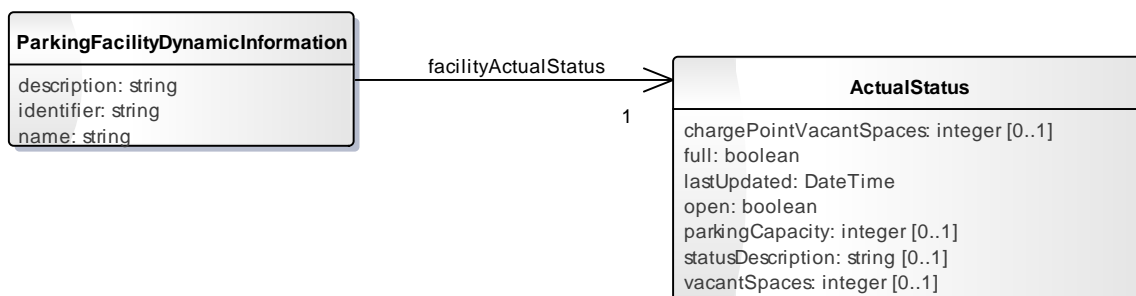 ParkingFacilityDynamicInformation
description: string
identifier: string
name: string
facilityActualStatus
1
ActualStatus
chargePointVacantSpaces: integer [0..1]
full: boolean
lastUpdated: DateTime
open: boolean
parkingCapacity: integer [0..1]
statusDescription: string [0..1]
vacantSpaces: integer [0..1]